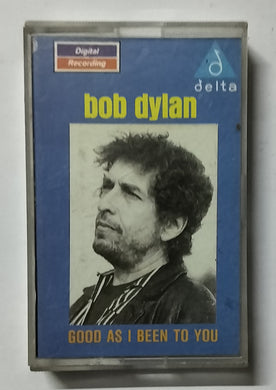 Digital
Recording
delta
bob dylan
GOOD AS I BEEN TO YOU